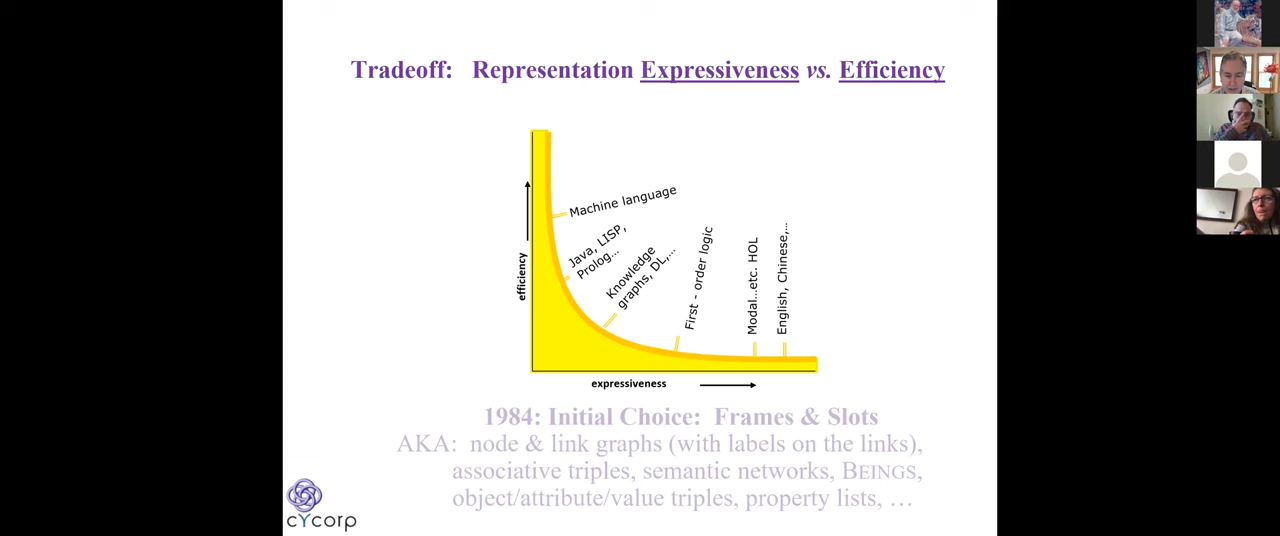 Tradeoff: Representation Expressiveness vs. Efficiency
efficiency
Machine language
Java, LISP,
Prolog...
Knowledge
graphs, DL,...
First - order logic
Modal...etc. HOL
English, Chinese,...
expressiveness
1984: Initial Choice: Frames & Slots
AKA: node & link graphs (with labels on the links),
associative triples, semantic networks, BEINGS,
object/attribute/value triples, property lists, ...
cYcorp